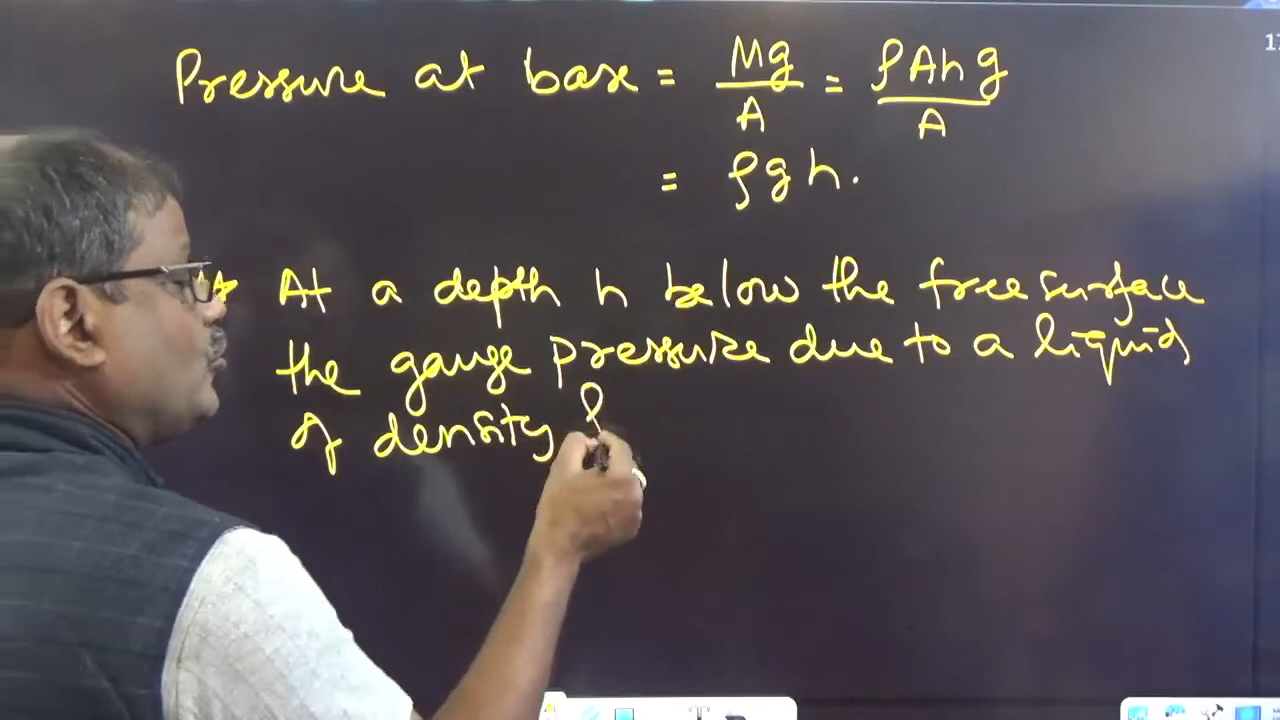 Pressure at base = Mg/A = ρAhg/A
= ρgh.
At a depth h below the free surface
the gauge pressure due to a liquid
of density ρ